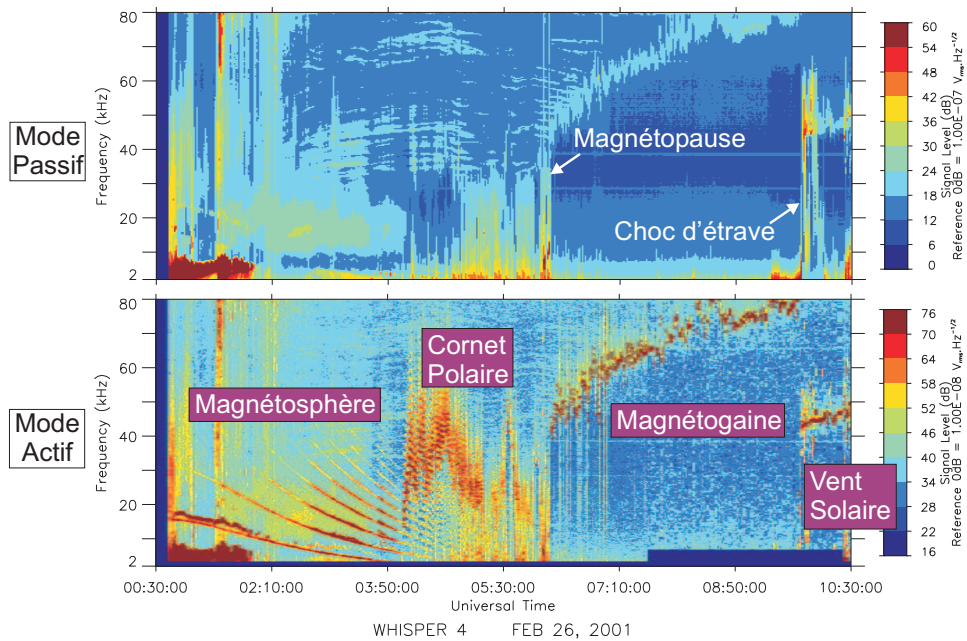 Mode
Passif
Frequency (kHz)
80
60
40
20
2
Magnétopause
Choc d'étrave
60
54
48
42
36
30
24
18
12
6
0
Signal Level (dB)
Reference 0dB = 1.00E-07 Vrms.Hz-1/2
Mode
Actif
Frequency (kHz)
80
60
40
20
2
Magnétosphère
Cornet
Polaire
Magnétogaine
Vent
Solaire
76
70
64
58
52
46
40
34
28
22
16
Signal Level (dB)
Reference 0dB = 1.00E-08 Vrms.Hz-1/2
00:30:00 02:10:00 03:50:00 05:30:00 07:10:00 08:50:00 10:30:00
Universal Time
WHISPER 4 FEB 26, 2001